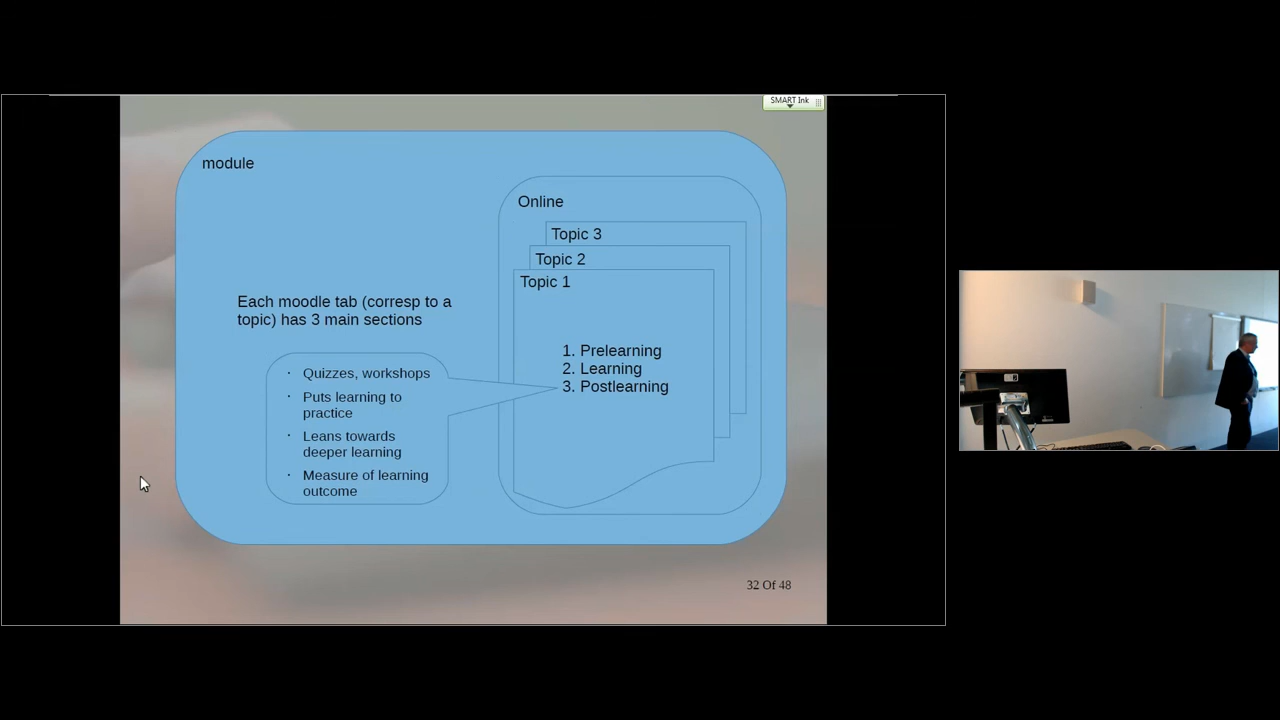 SMART Ink
module
Online
Topic 3
Topic 2
Topic 1
Each moodle tab (corresp to a
topic) has 3 main sections
1. Prelearning
2. Learning
3. Postlearning
· Quizzes, workshops
· Puts learning to
practice
· Leans towards
deeper learning
· Measure of learning
outcome
32 Of 48